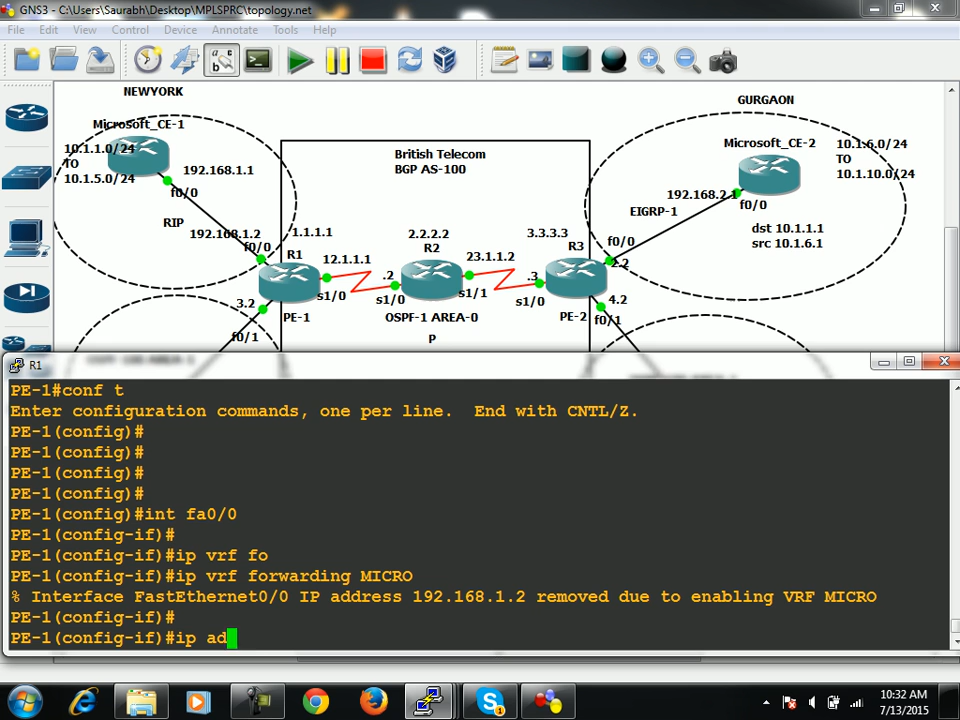 GNS3 — C:\Users\Saurabh\Desktop\MPLSPRC\topology.net
File Edit View Control Device Annotate Tools Help
NEWYORK
GURGAON
Microsoft_CE-1
10.1.1.0/24
TO
10.1.5.0/24
192.168.1.1
f0/0
RIP
192.168.1.2
f0/0
British Telecom
BGP AS-100
Microsoft_CE-2
10.1.6.0/24
TO
10.1.10.0/24
192.168.2.1
f0/0
EIGRP-1
dst 10.1.1.1
src 10.1.6.1
1.1.1.1
R1
12.1.1.1
s1/0
PE-1
3.2
f0/1
2.2.2.2
R2
.2
s1/0
23.1.1.2
s1/1
OSPF-1 AREA-0
P
3.3.3.3
R3
.3
s1/0
f0/0
2.2
PE-2
4.2
f0/1
R1
PE-1#conf t
Enter configuration commands, one per line.  End with CNTL/Z.
PE-1(config)#
PE-1(config)#
PE-1(config)#
PE-1(config)#
PE-1(config)#int fa0/0
PE-1(config-if)#
PE-1(config-if)#ip vrf fo
PE-1(config-if)#ip vrf forwarding MICRO
% Interface FastEthernet0/0 IP address 192.168.1.2 removed due to enabling VRF MICRO
PE-1(config-if)#
PE-1(config-if)#ip ad
10:32 AM
7/13/2015